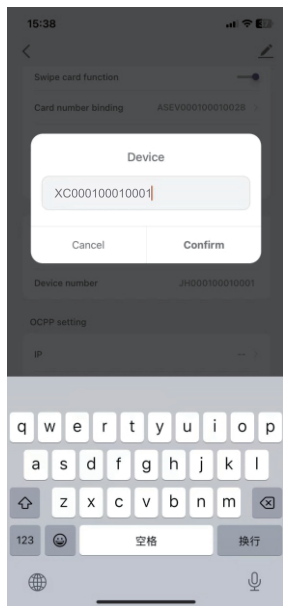 15:38
Swipe card function
Card number binding ASEV000100010028
Device
XC000100010001
Cancel Confirm
Device number JH000100010001
OCPP setting
IP --
q w e r t y u i o p
a s d f g h j k l
z x c v b n m
123 空格 换行